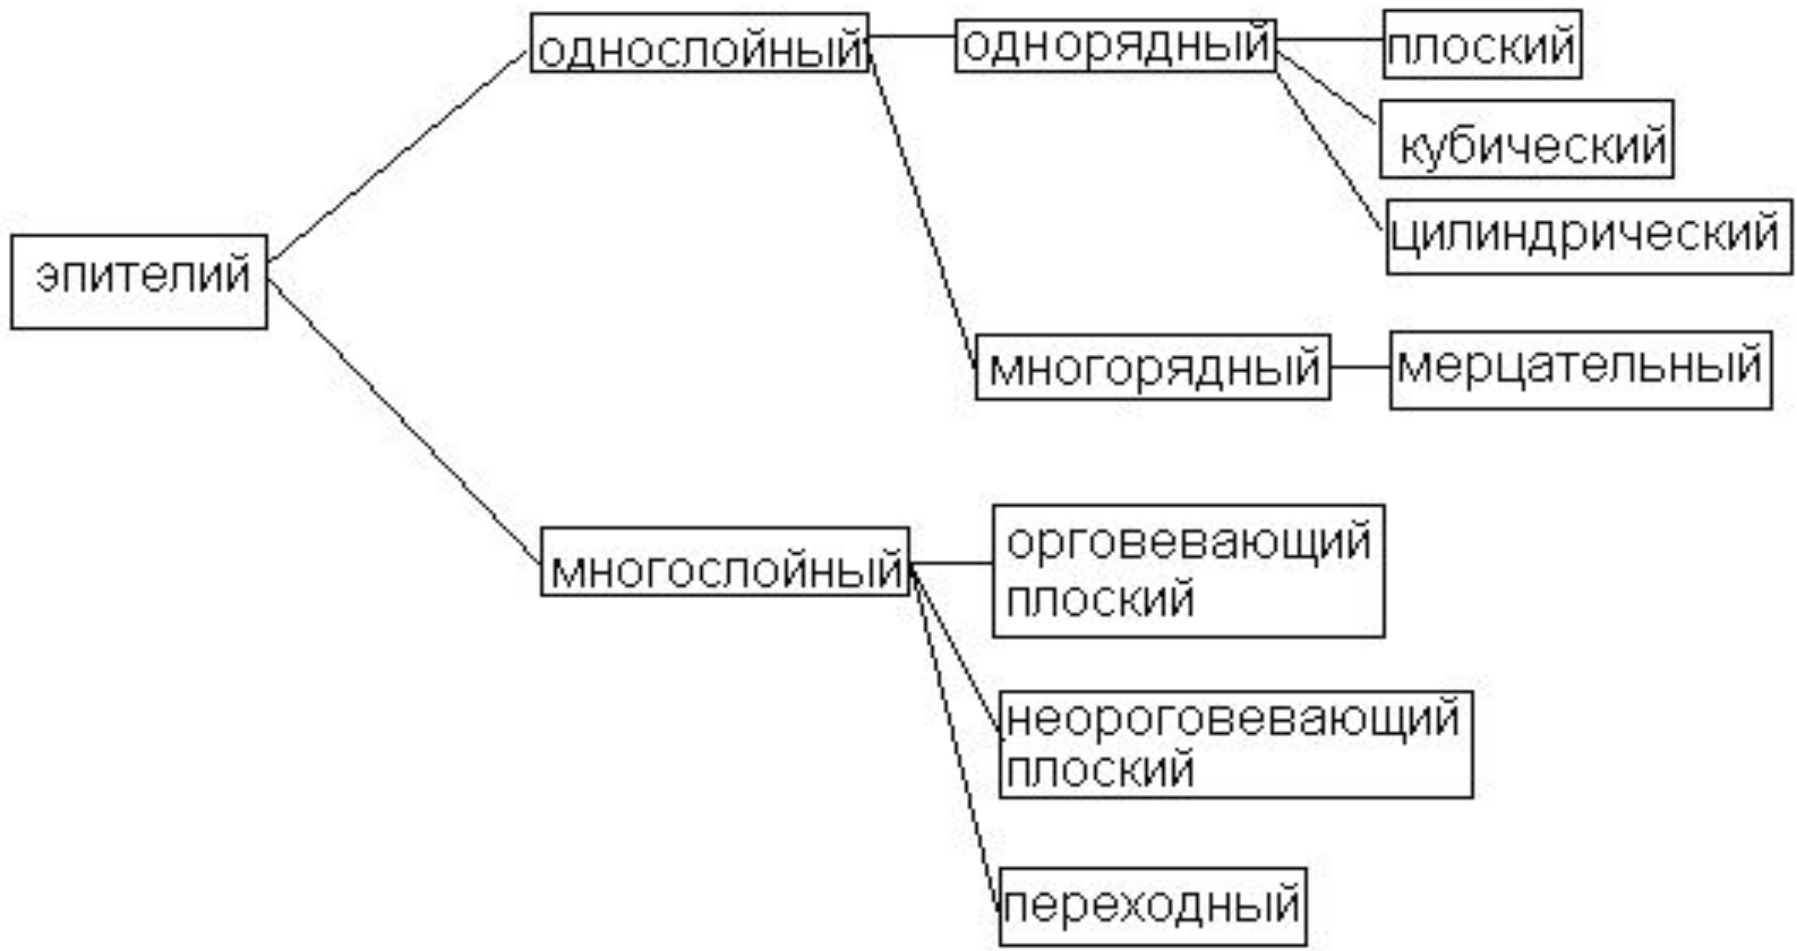 однослойный
однорядный
плоский
кубический
цилиндрический
эпителий
многорядный
мерцательный
многослойный
орговевающий
плоский
неороговевающий
плоский
переходный